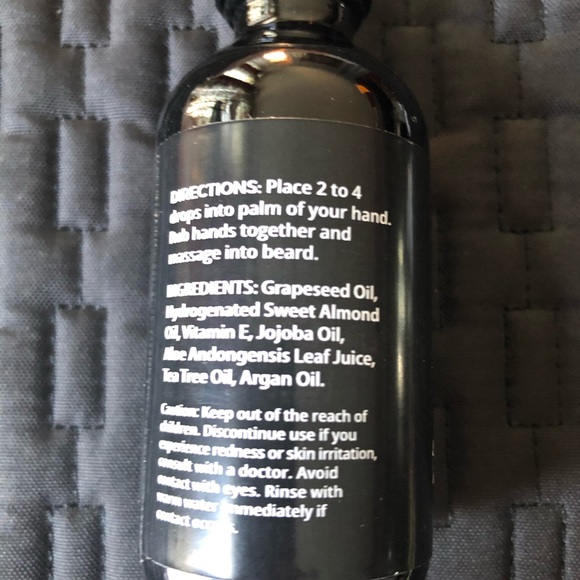 DIRECTIONS: Place 2 to 4
drops into palm of your hand.
Rub hands together and
massage into beard.
INGREDIENTS: Grapeseed Oil,
Hydrogenated Sweet Almond
Oil, Vitamin E, Jojoba Oil,
Aloe Andongensis Leaf Juice,
Tea Tree Oil, Argan Oil.
Caution: Keep out of the reach of
children. Discontinue use if you
experience redness or skin irritation,
consult with a doctor. Avoid
contact with eyes. Rinse with
warm water immediately if
contact occurs.